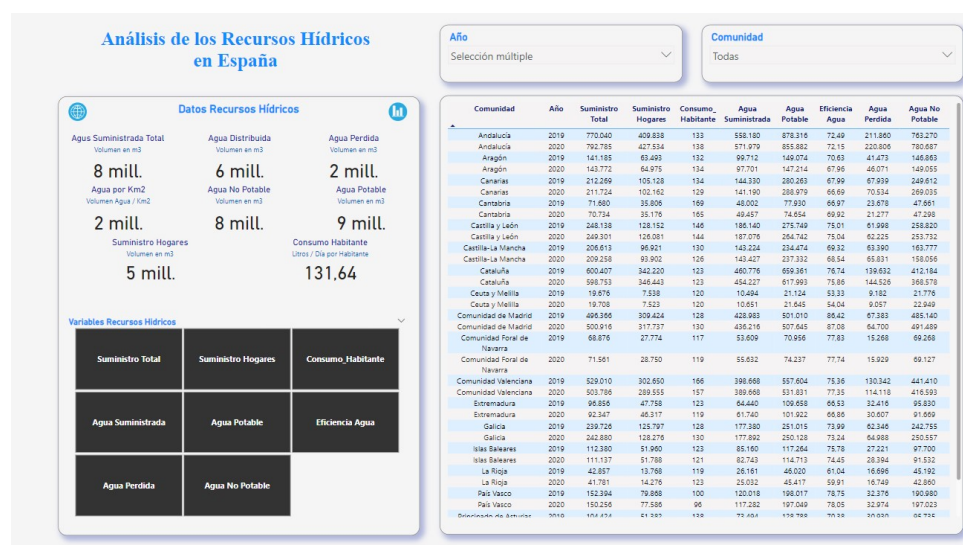 Análisis de los Recursos Hídricos
en España
Año
Selección múltiple
Comunidad
Todas
Datos Recursos Hídricos
Agus Suministrada Total
Volumen en m3
8 mill.
Agua Distribuida
Volumen en m3
6 mill.
Agua Perdida
Volumen en m3
2 mill.
Agua por Km2
Volumen Agua / Km2
2 mill.
Agua No Potable
Volumen en m3
8 mill.
Agua Potable
Volumen en m3
9 mill.
Suministro Hogares
Volumen en m3
5 mill.
Consumo Habitante
Litros / Día por Habitante
131,64
Variables Recursos Hidricos
Suministro Total
Suministro Hogares
Consumo_Habitante
Agua Suministrada
Agua Potable
Eficiencia Agua
Agua Perdida
Agua No Potable
Comunidad Año Suministro Total Suministro Hogares Consumo_ Habitante Agua Suministrada Agua Potable Eficiencia Agua Agua Perdida Agua No Potable
Andalucía 2019 770.040 409.838 133 558.180 878.316 72,49 211.860 763.270
Andalucía 2020 792.785 427.534 138 571.979 855.882 72,15 220.806 780.687
Aragón 2019 141.185 63.493 132 99.712 149.074 70,63 41.473 146.863
Aragón 2020 143.772 64.975 134 97.701 147.214 67,96 46.071 149.055
Canarias 2019 212.269 105.128 134 144.330 280.263 67,99 67.939 249.612
Canarias 2020 211.724 102.162 129 141.190 288.979 66,69 70.534 269.035
Cantabria 2019 71.680 35.806 169 48.002 77.930 66,97 23.678 47.661
Cantabria 2020 70.734 35.176 165 49.457 74.654 69,92 21.277 47.298
Castilla y León 2019 248.138 128.152 146 186.140 275.749 75,01 61.998 258.820
Castilla y León 2020 249.301 126.081 144 187.076 264.742 75,04 62.225 253.732
Castilla-La Mancha 2019 206.613 96.921 130 143.224 234.474 69,32 63.390 163.777
Castilla-La Mancha 2020 209.258 93.902 126 143.427 237.332 68,54 65.831 158.056
Cataluña 2019 600.407 342.220 123 460.776 659.361 76,74 139.632 412.184
Cataluña 2020 598.753 346.443 123 454.227 617.993 75,86 144.526 368.578
Ceuta y Melilla 2019 19.676 7.538 120 10.494 21.124 53,33 9.182 21.776
Ceuta y Melilla 2020 19.708 7.523 120 10.651 21.645 54,04 9.057 22.949
Comunidad de Madrid 2019 496.366 309.424 128 428.983 501.010 86,42 67.383 485.140
Comunidad de Madrid 2020 500.916 317.737 130 436.216 507.645 87,08 64.700 491.489
Comunidad Foral de Navarra 2019 68.876 27.774 117 53.609 70.956 77,83 15.268 69.268
Comunidad Foral de Navarra 2020 71.561 28.750 119 55.632 74.237 77,74 15.929 69.127
Comunidad Valenciana 2019 529.010 302.650 166 398.668 557.604 75,36 130.342 441.410
Comunidad Valenciana 2020 503.786 289.555 157 389.668 531.831 77,35 114.118 416.593
Extremadura 2019 96.856 47.758 123 64.440 109.658 66,53 32.416 95.830
Extremadura 2020 92.347 46.317 119 61.740 101.922 66,86 30.607 91.669
Galicia 2019 239.726 125.797 128 177.380 251.015 73,99 62.346 242.755
Galicia 2020 242.880 128.276 130 177.892 250.128 73,24 64.988 250.557
Islas Baleares 2019 112.380 51.960 123 85.160 117.264 75,78 27.221 97.700
Islas Baleares 2020 111.137 51.788 121 82.743 114.713 74,45 28.394 91.532
La Rioja 2019 42.857 13.768 119 26.161 46.020 61,04 16.696 45.192
La Rioja 2020 41.781 14.276 123 25.032 45.417 59,91 16.749 42.860
País Vasco 2019 152.394 79.868 100 120.018 198.017 78,75 32.376 190.980
País Vasco 2020 150.256 77.586 96 117.282 197.049 78,05 32.974 197.023
Principado de Asturias 2019